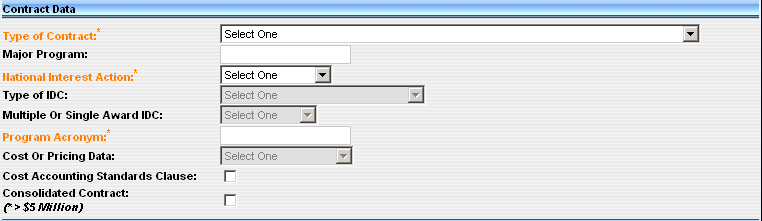 Contract Data
Type of Contract:* Select One
Major Program:
National Interest Action:* Select One
Type of IDC: Select One
Multiple Or Single Award IDC: Select One
Program Acronym:*
Cost Or Pricing Data: Select One
Cost Accounting Standards Clause:
Consolidated Contract:
(* > $5 Million)